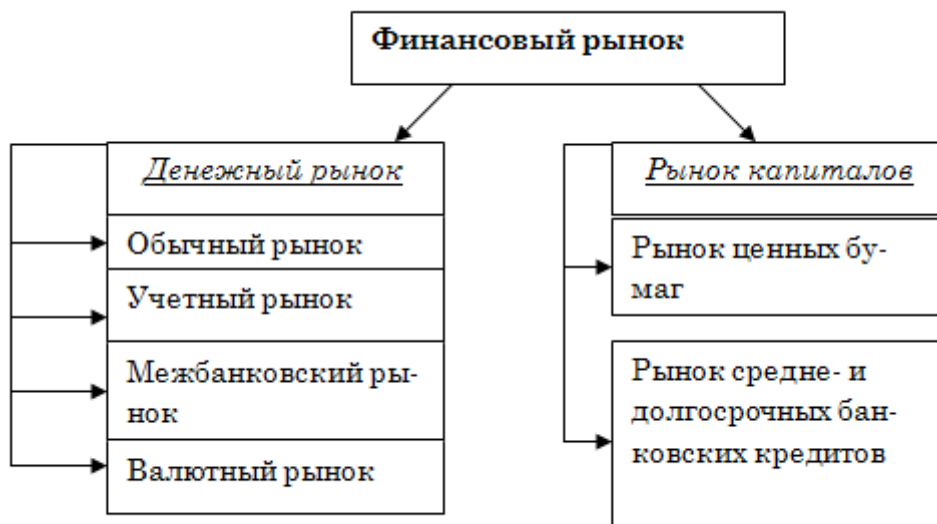 Финансовый рынок
Денежный рынок
Обычный рынок
Учетный рынок
Межбанковский ры-
нок
Валютный рынок
Рынок капиталов
Рынок ценных бу-
маг
Рынок средне- и
долгосрочных бан-
ковских кредитов